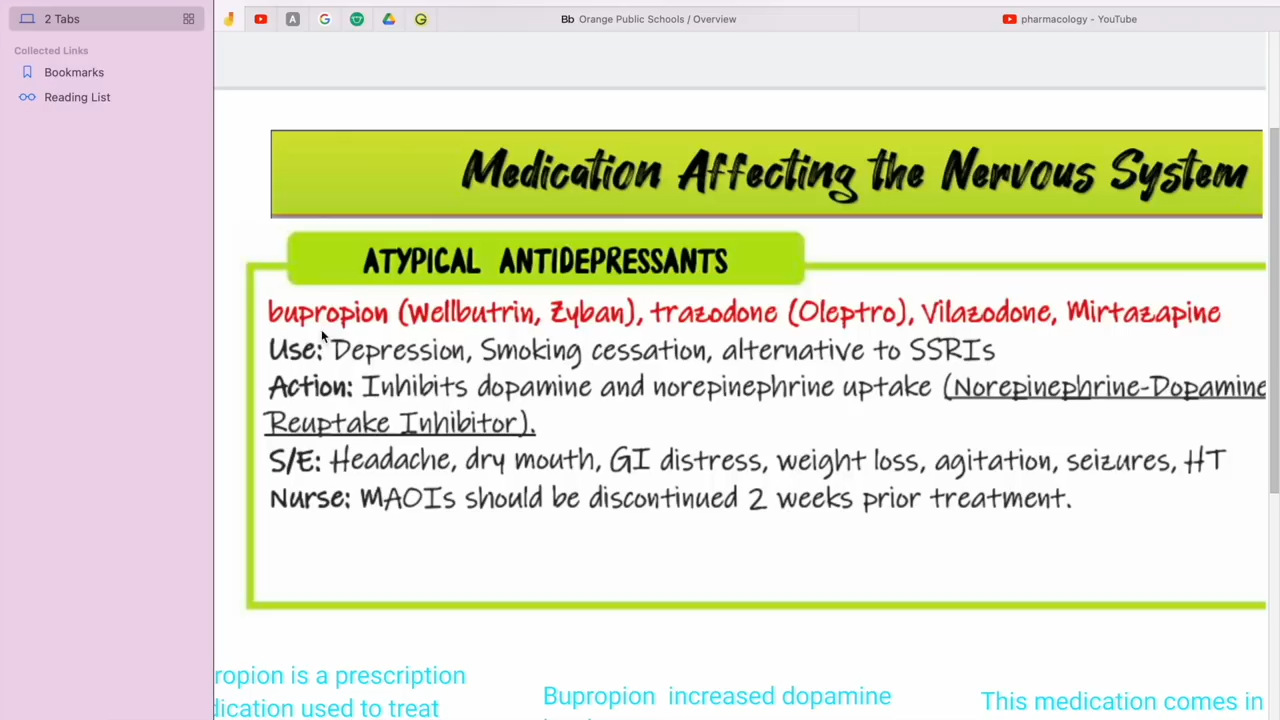 2 Tabs
Collected Links
Bookmarks
Reading List
A
G
G
Bb Orange Public Schools / Overview
pharmacology - YouTube
Medication Affecting the Nervous System
ATYPICAL ANTIDEPRESSANTS
bupropion (Wellbutrin, Zyban), trazodone (Oleptro), Vilazodone, Mirtazapine
Use: Depression, Smoking cessation, alternative to SSRIs
Action: Inhibits dopamine and norepinephrine uptake (Norepinephrine-Dopamine
Reuptake Inhibitor).
S/E: Headache, dry mouth, GI distress, weight loss, agitation, seizures, HT
Nurse: MAOIs should be discontinued 2 weeks prior treatment.
ropion is a prescription
dication used to treat
Bupropion increased dopamine
This medication comes in